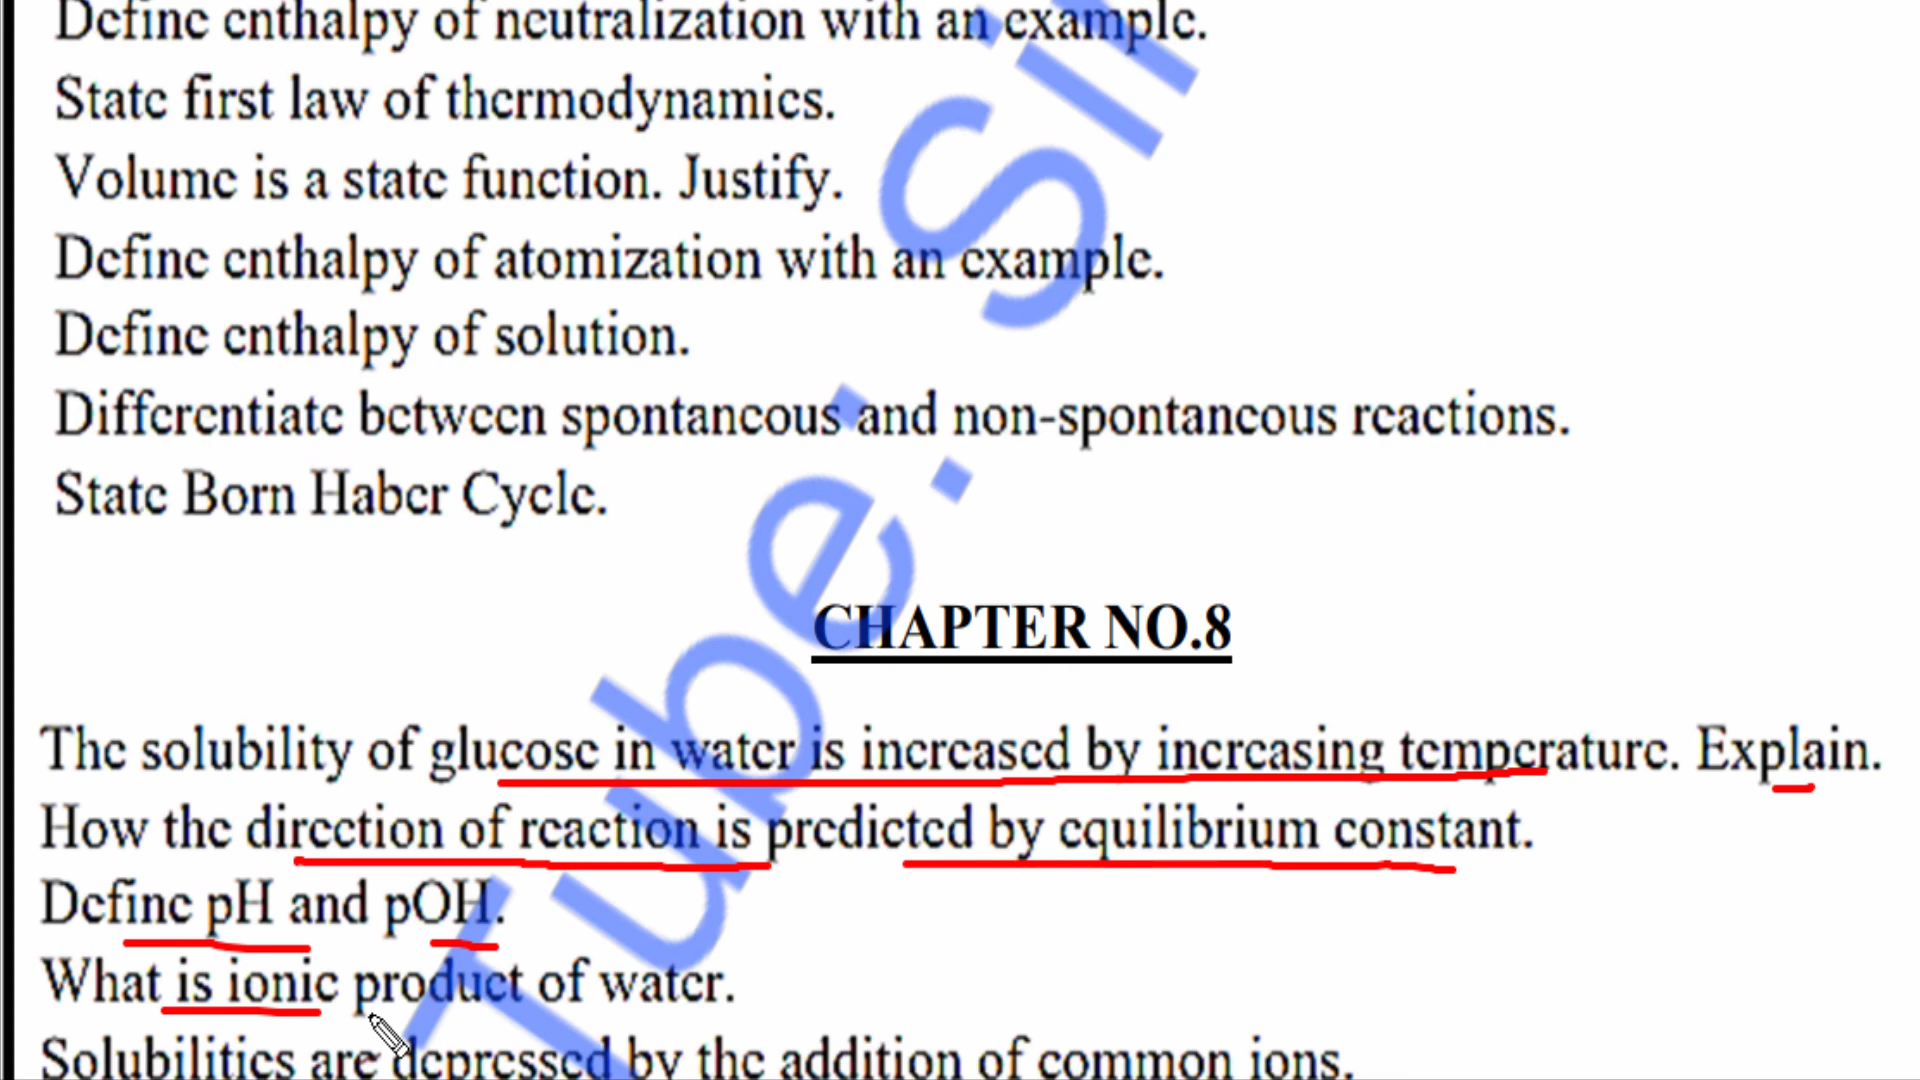 Define enthalpy of neutralization with an example.
State first law of thermodynamics.
Volume is a state function. Justify.
Define enthalpy of atomization with an example.
Define enthalpy of solution.
Differentiate between spontaneous and non-spontaneous reactions.
State Born Haber Cycle.
CHAPTER NO.8
The solubility of glucose in water is increased by increasing temperature. Explain.
How the direction of reaction is predicted by equilibrium constant.
Define pH and pOH.
What is ionic product of water.
Solubilities are depressed by the addition of common ions.
Tube: Sir